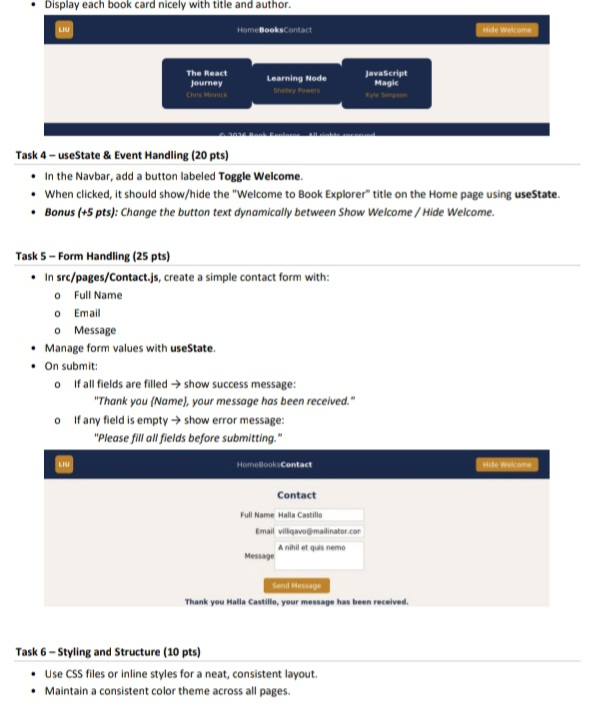 • Display each book card nicely with title and author.
LIU
HomeBooksContact
Hide Welcome
The React
Journey
Chris Minnick
Learning Node
Shelley Powers
JavaScript
Magic
Kyle Simpson
© 2026 Book Explorer. All rights reserved.
Task 4 – useState & Event Handling (20 pts)
• In the Navbar, add a button labeled Toggle Welcome.
• When clicked, it should show/hide the "Welcome to Book Explorer" title on the Home page using useState.
• Bonus (+5 pts): Change the button text dynamically between Show Welcome / Hide Welcome.
Task 5 – Form Handling (25 pts)
• In src/pages/Contact.js, create a simple contact form with:
o Full Name
o Email
o Message
• Manage form values with useState.
• On submit:
o If all fields are filled → show success message:
"Thank you {Name}, your message has been received."
o If any field is empty → show error message:
"Please fill all fields before submitting."
LIU
HomeBooksContact
Hide Welcome
Contact
Full Name Halla Castillo
Email villiqavo@mailinator.com
Message A nihil et quis nemo
Send Message
Thank you Halla Castillo, your message has been received.
Task 6 – Styling and Structure (10 pts)
• Use CSS files or inline styles for a neat, consistent layout.
• Maintain a consistent color theme across all pages.